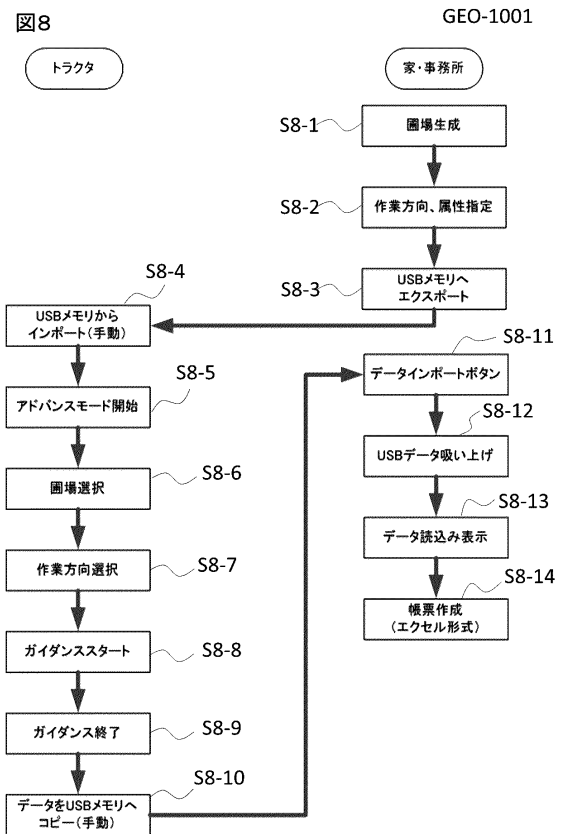 図8
GEO-1001
トラクタ
家・事務所
S8-1
圃場生成
S8-2
作業方向、属性指定
S8-3
USBメモリへ
エクスポート
S8-4
USBメモリから
インポート(手動)
S8-5
アドバンスモード開始
S8-6
圃場選択
S8-7
作業方向選択
S8-8
ガイダンススタート
S8-9
ガイダンス終了
S8-10
データをUSBメモリへ
コピー(手動)
S8-11
データインポートボタン
S8-12
USBデータ吸い上げ
S8-13
データ読込み表示
S8-14
帳票作成
(エクセル形式)